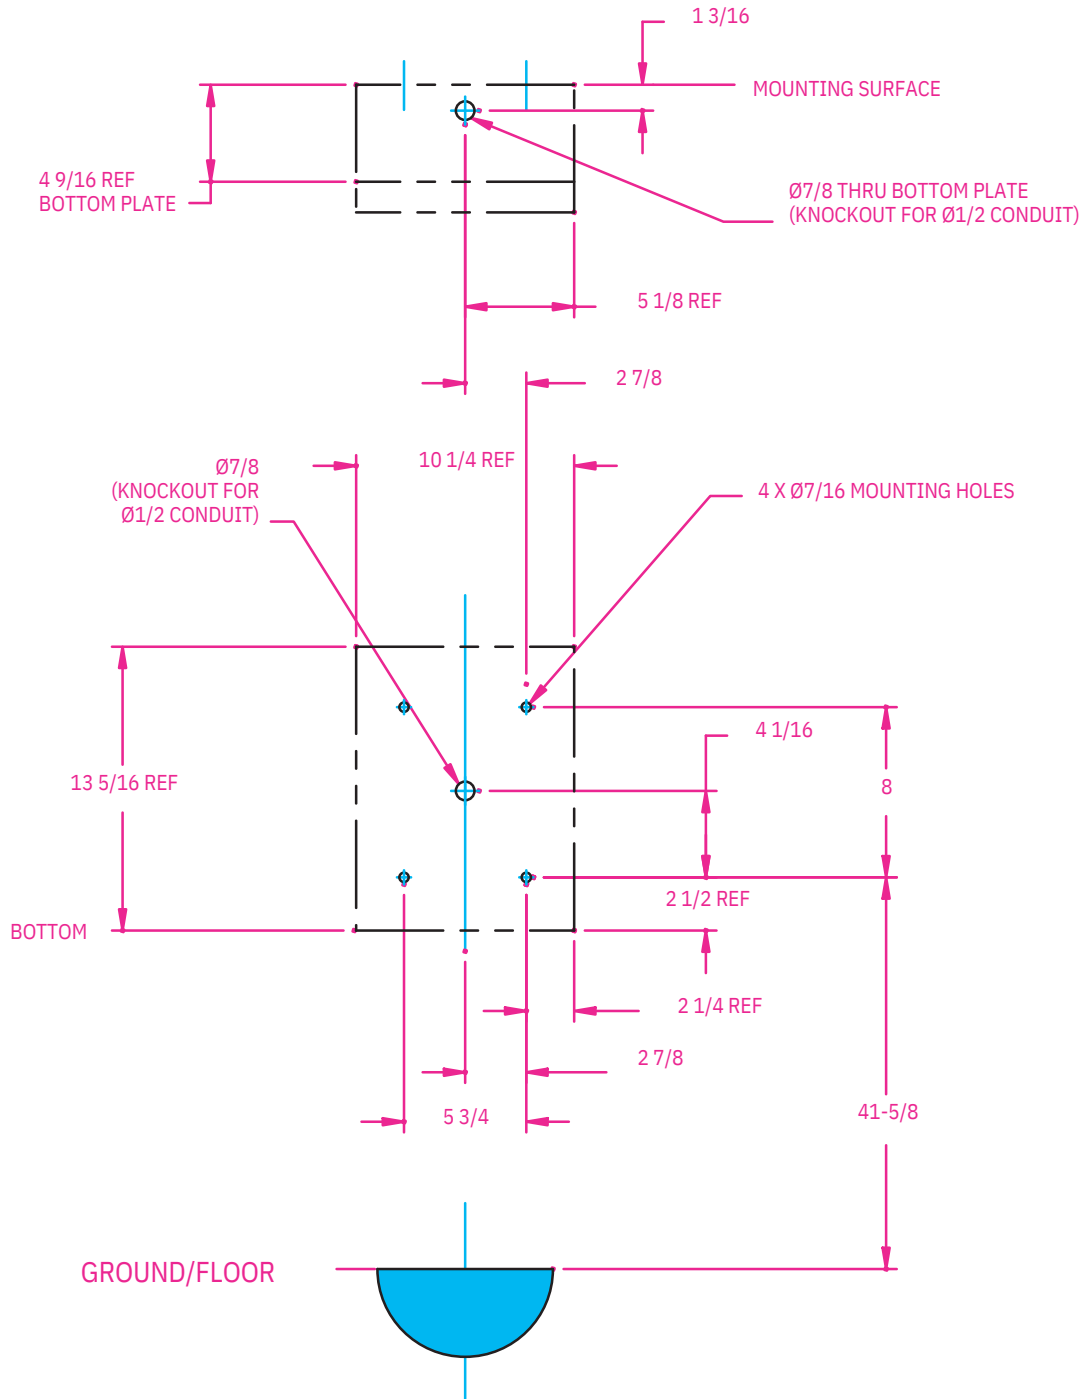 1 3/16
MOUNTING SURFACE
4 9/16 REF
BOTTOM PLATE
Ø7/8 THRU BOTTOM PLATE
(KNOCKOUT FOR Ø1/2 CONDUIT)
5 1/8 REF
2 7/8
10 1/4 REF
Ø7/8
(KNOCKOUT FOR
Ø1/2 CONDUIT)
4 X Ø7/16 MOUNTING HOLES
4 1/16
13 5/16 REF
8
2 1/2 REF
BOTTOM
2 1/4 REF
2 7/8
5 3/4
41-5/8
GROUND/FLOOR